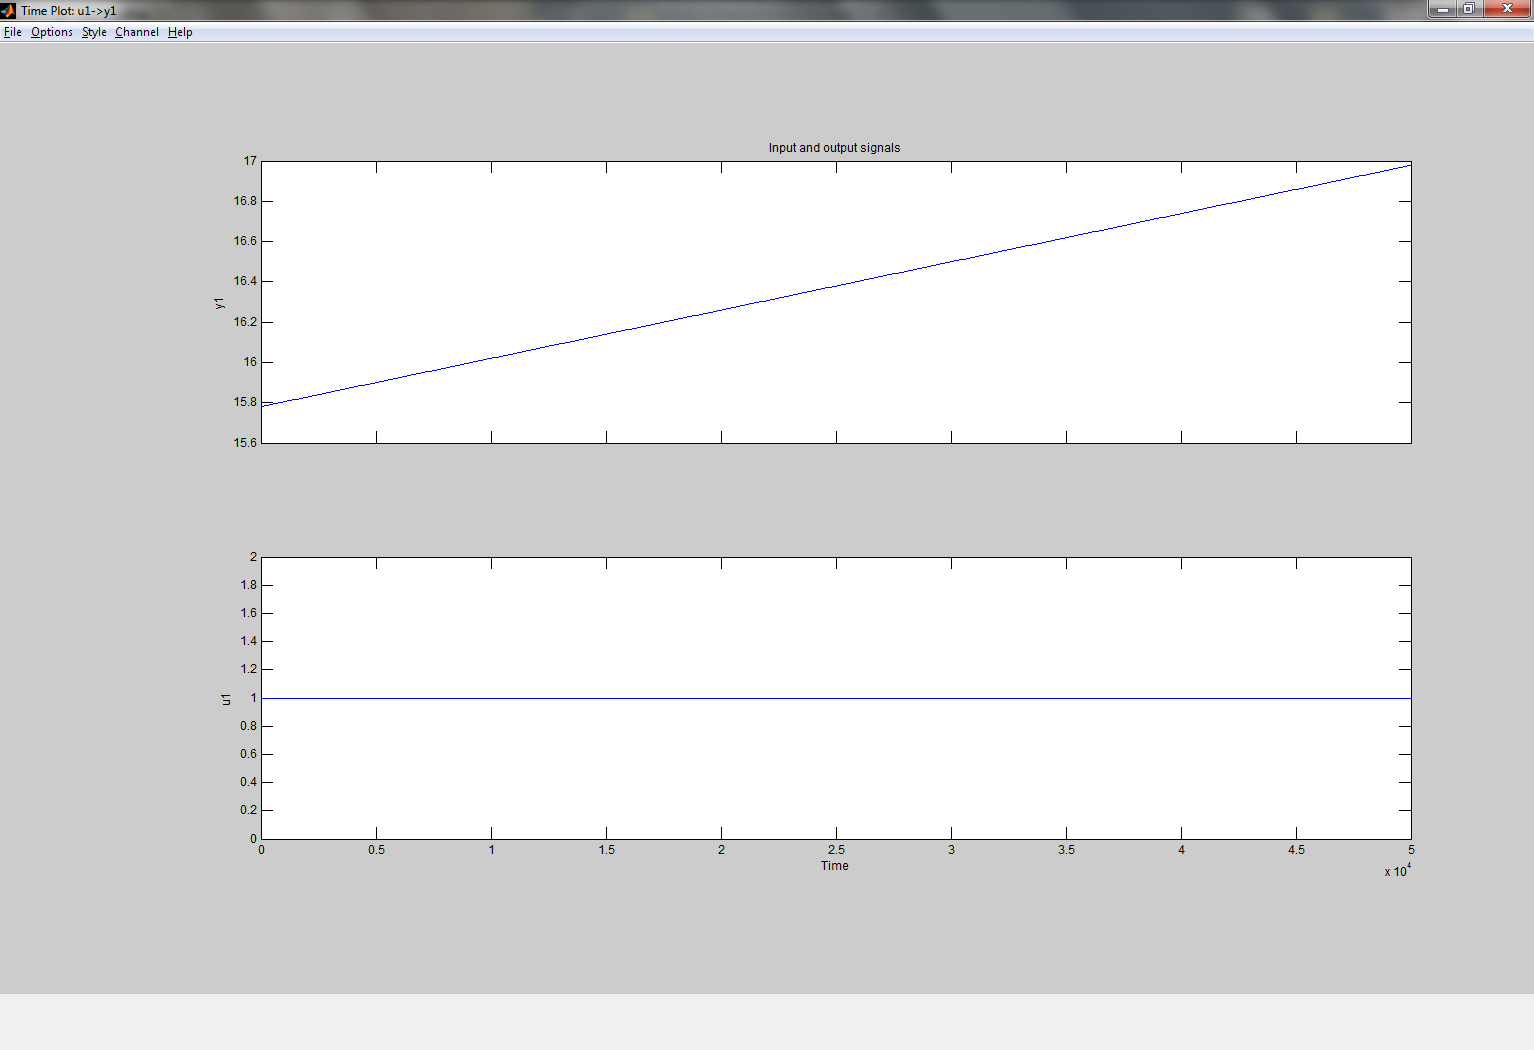 Time Plot: u1->y1
File Options Style Channel Help
Input and output signals
17
16.8
16.6
16.4
16.2
16
15.8
15.6
y1
2
1.8
1.6
1.4
1.2
1
0.8
0.6
0.4
0.2
0
u1
0 0.5 1 1.5 2 2.5 3 3.5 4 4.5 5
Time
x 10^4